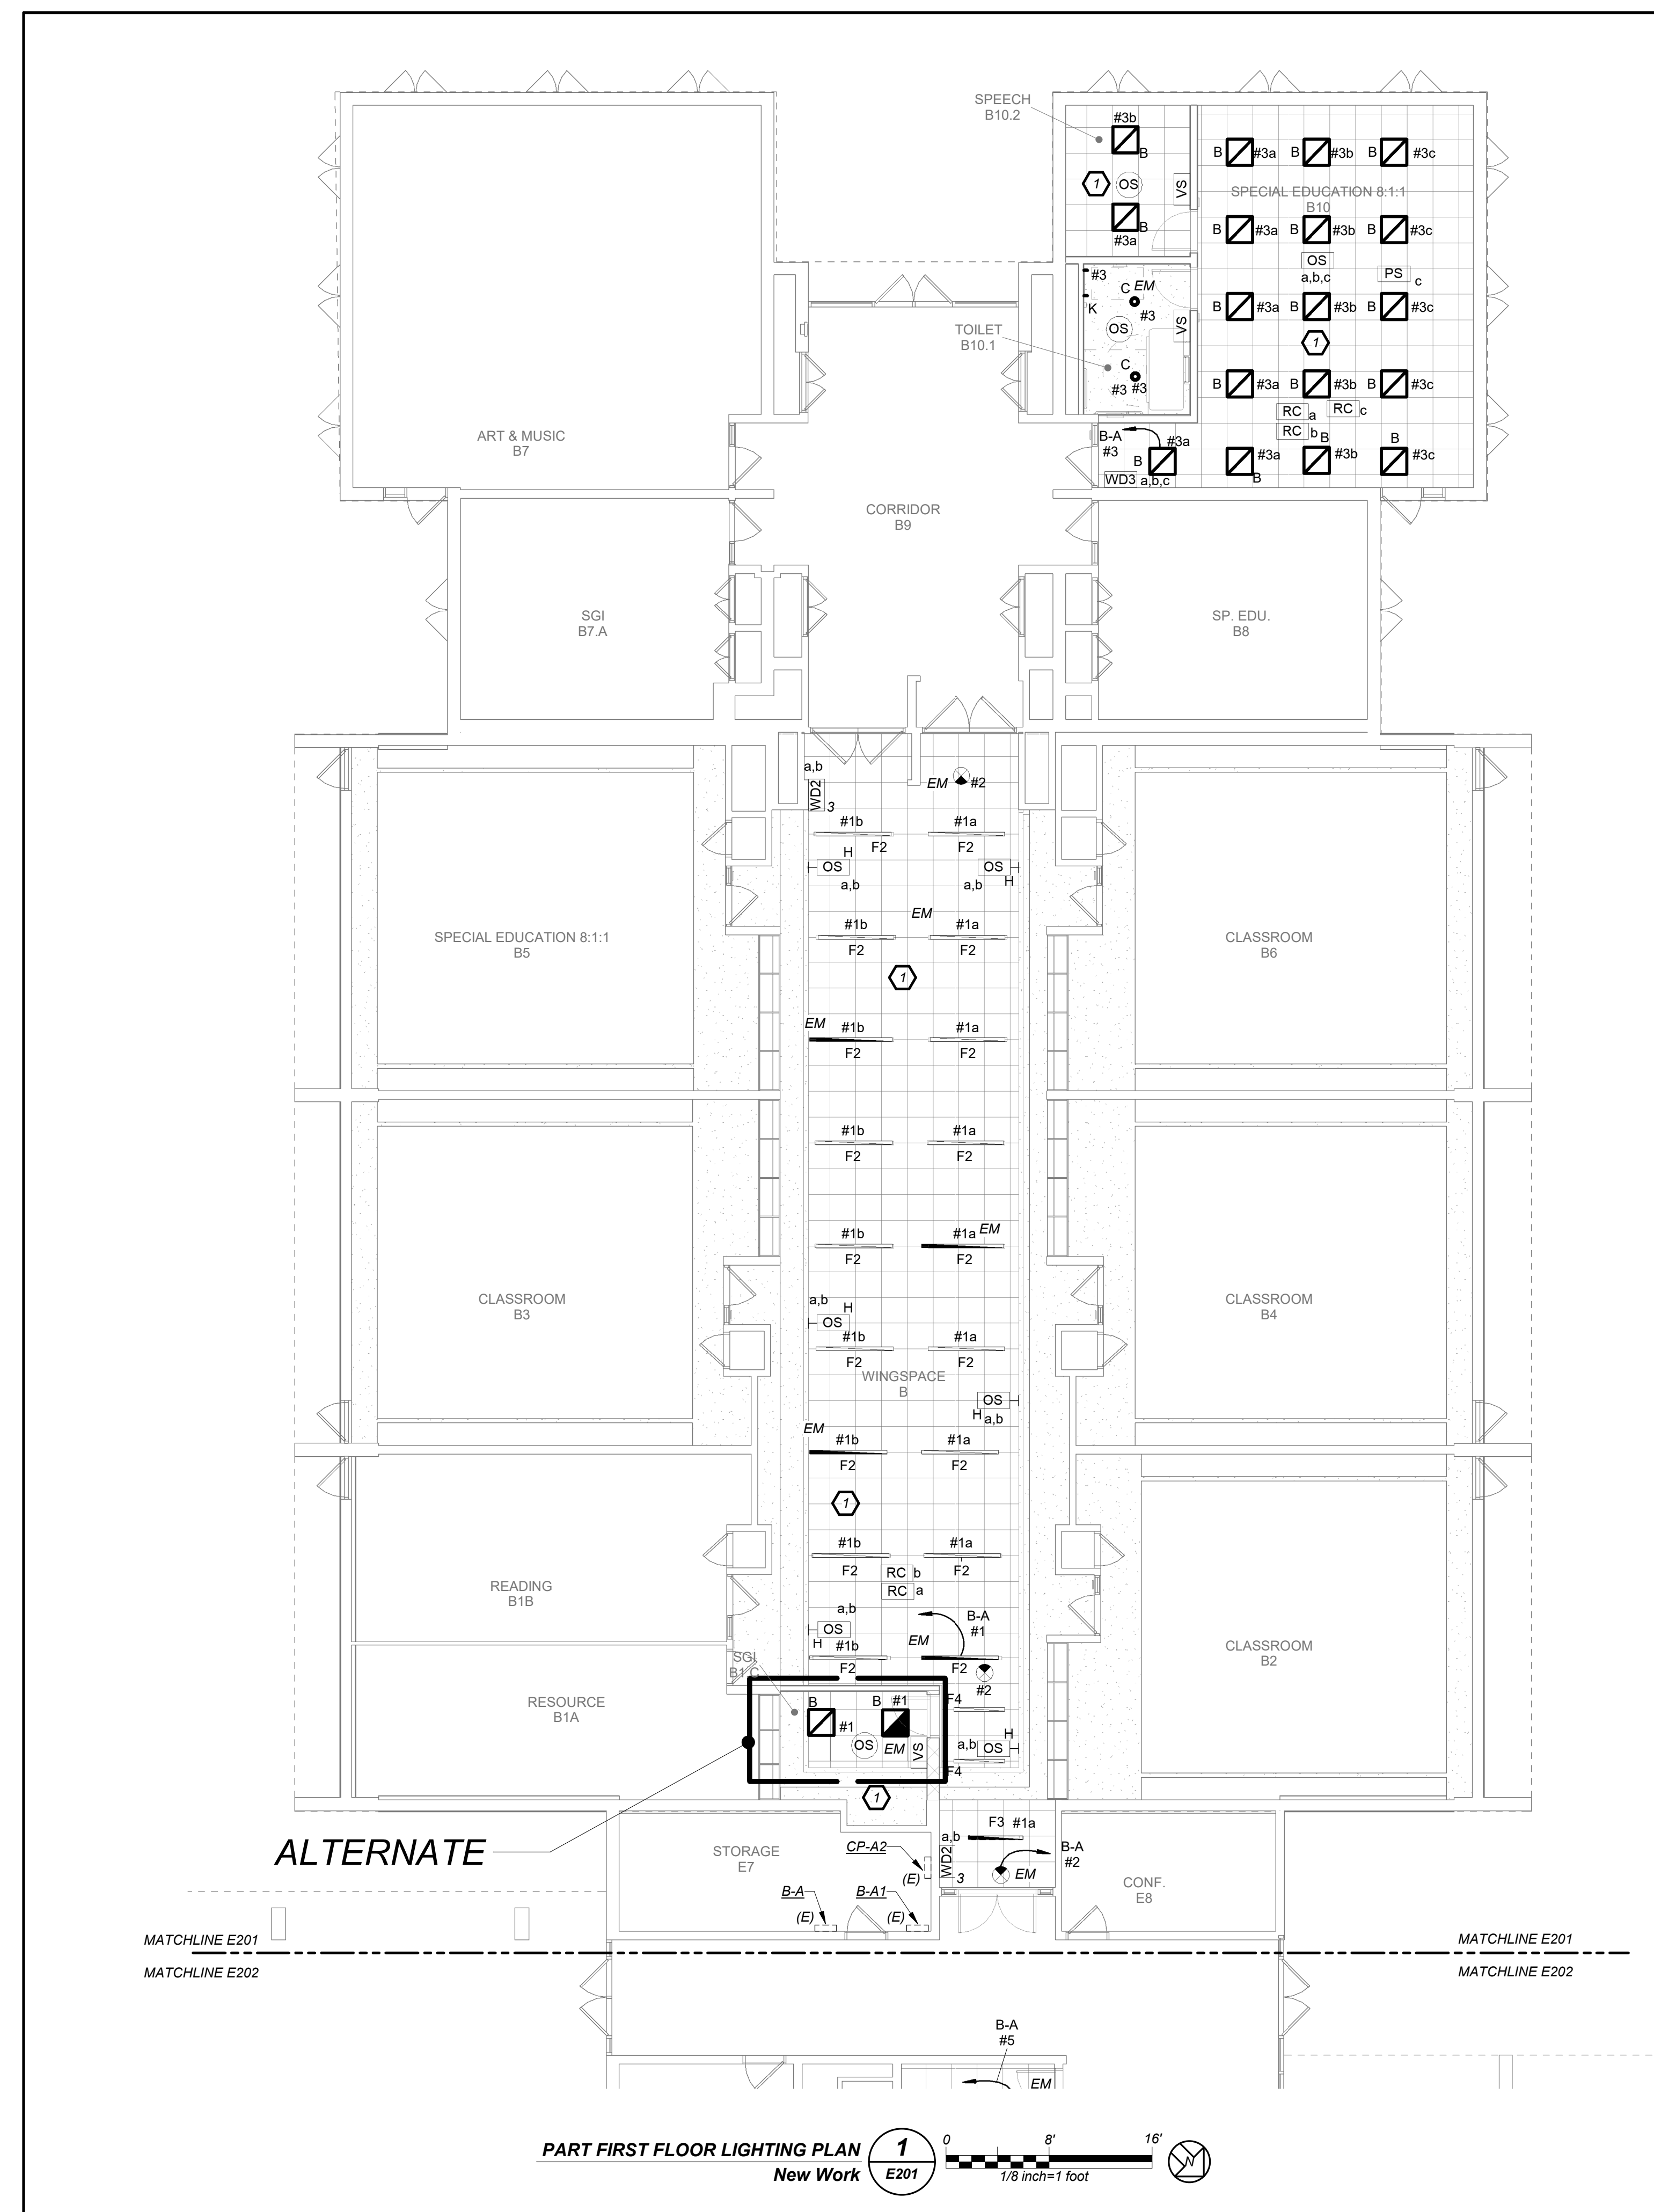 SPEECH
B10.2
#3b
B
1
OS
VS
B
#3a
B
#3a
B
#3b
B
#3c
SPECIAL EDUCATION 8:1:1
B10
B
#3a
B
#3b
B
#3c
OS
a,b,c
PS
c
B
#3a
B
#3b
B
#3c
1
B
#3a
B
#3b
B
#3c
RC
a
RC
c
RC
b
B
B
#3a
B
#3b
#3c
#3
K
C
EM
#3
OS
VS
TOILET
B10.1
C
#3
#3
B-A
#3
#3a
B
WD3
a,b,c
ART & MUSIC
B7
CORRIDOR
B9
SGI
B7.A
SP. EDU.
B8
a,b
WD2
3
EM
#2
#1b
#1a
F2
F2
H
OS
a,b
OS
a,b
H
EM
#1b
#1a
F2
F2
SPECIAL EDUCATION 8:1:1
B5
CLASSROOM
B6
1
EM
#1b
#1a
F2
F2
#1b
#1a
F2
F2
#1b
#1a
EM
F2
F2
CLASSROOM
B3
CLASSROOM
B4
a,b
H
OS
#1b
#1a
F2
F2
WINGSPACE
B
OS
H
a,b
EM
#1b
#1a
F2
F2
1
#1b
#1a
F2
F2
RC
b
RC
a
READING
B1B
a,b
OS
H
#1b
EM
B-A
#1
F2
F2
#2
CLASSROOM
B2
SGI
B1.C
RESOURCE
B1A
B
#1
B
#1
OS
EM
VS
F4
a,b
OS
H
F4
1
ALTERNATE
STORAGE
E7
CP-A2
(E)
B-A
(E)
B-A1
(E)
F3
#1a
a,b
WD2
3
EM
B-A
#2
CONF.
E8
MATCHLINE E201
MATCHLINE E201
MATCHLINE E202
MATCHLINE E202
B-A
#5
EM
PART FIRST FLOOR LIGHTING PLAN
New Work
1
E201
0
8'
16'
1/8 inch=1 foot
N